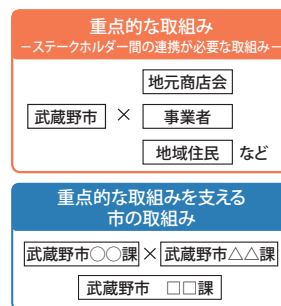 重点的な取組み
－ステークホルダー間の連携が必要な取組み－
地元商店会
武蔵野市 × 事業者
地域住民 など
重点的な取組みを支える
市の取組み
武蔵野市○○課×武蔵野市△△課
武蔵野市　□□課